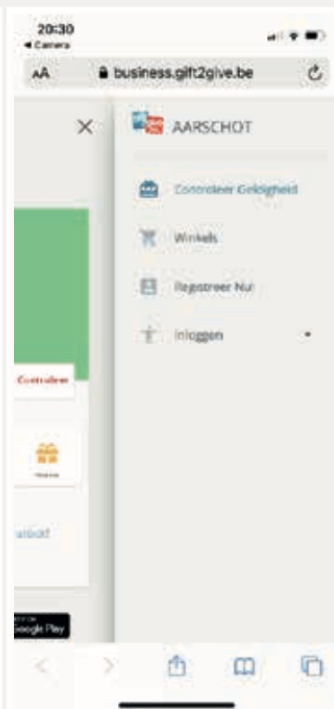 20:30
◀ Camera
AA
business.gift2give.be
AARSCHOT
Controleer Geldigheid
Winkels
Registreer Nu!
Inloggen
Controleer
Google Play